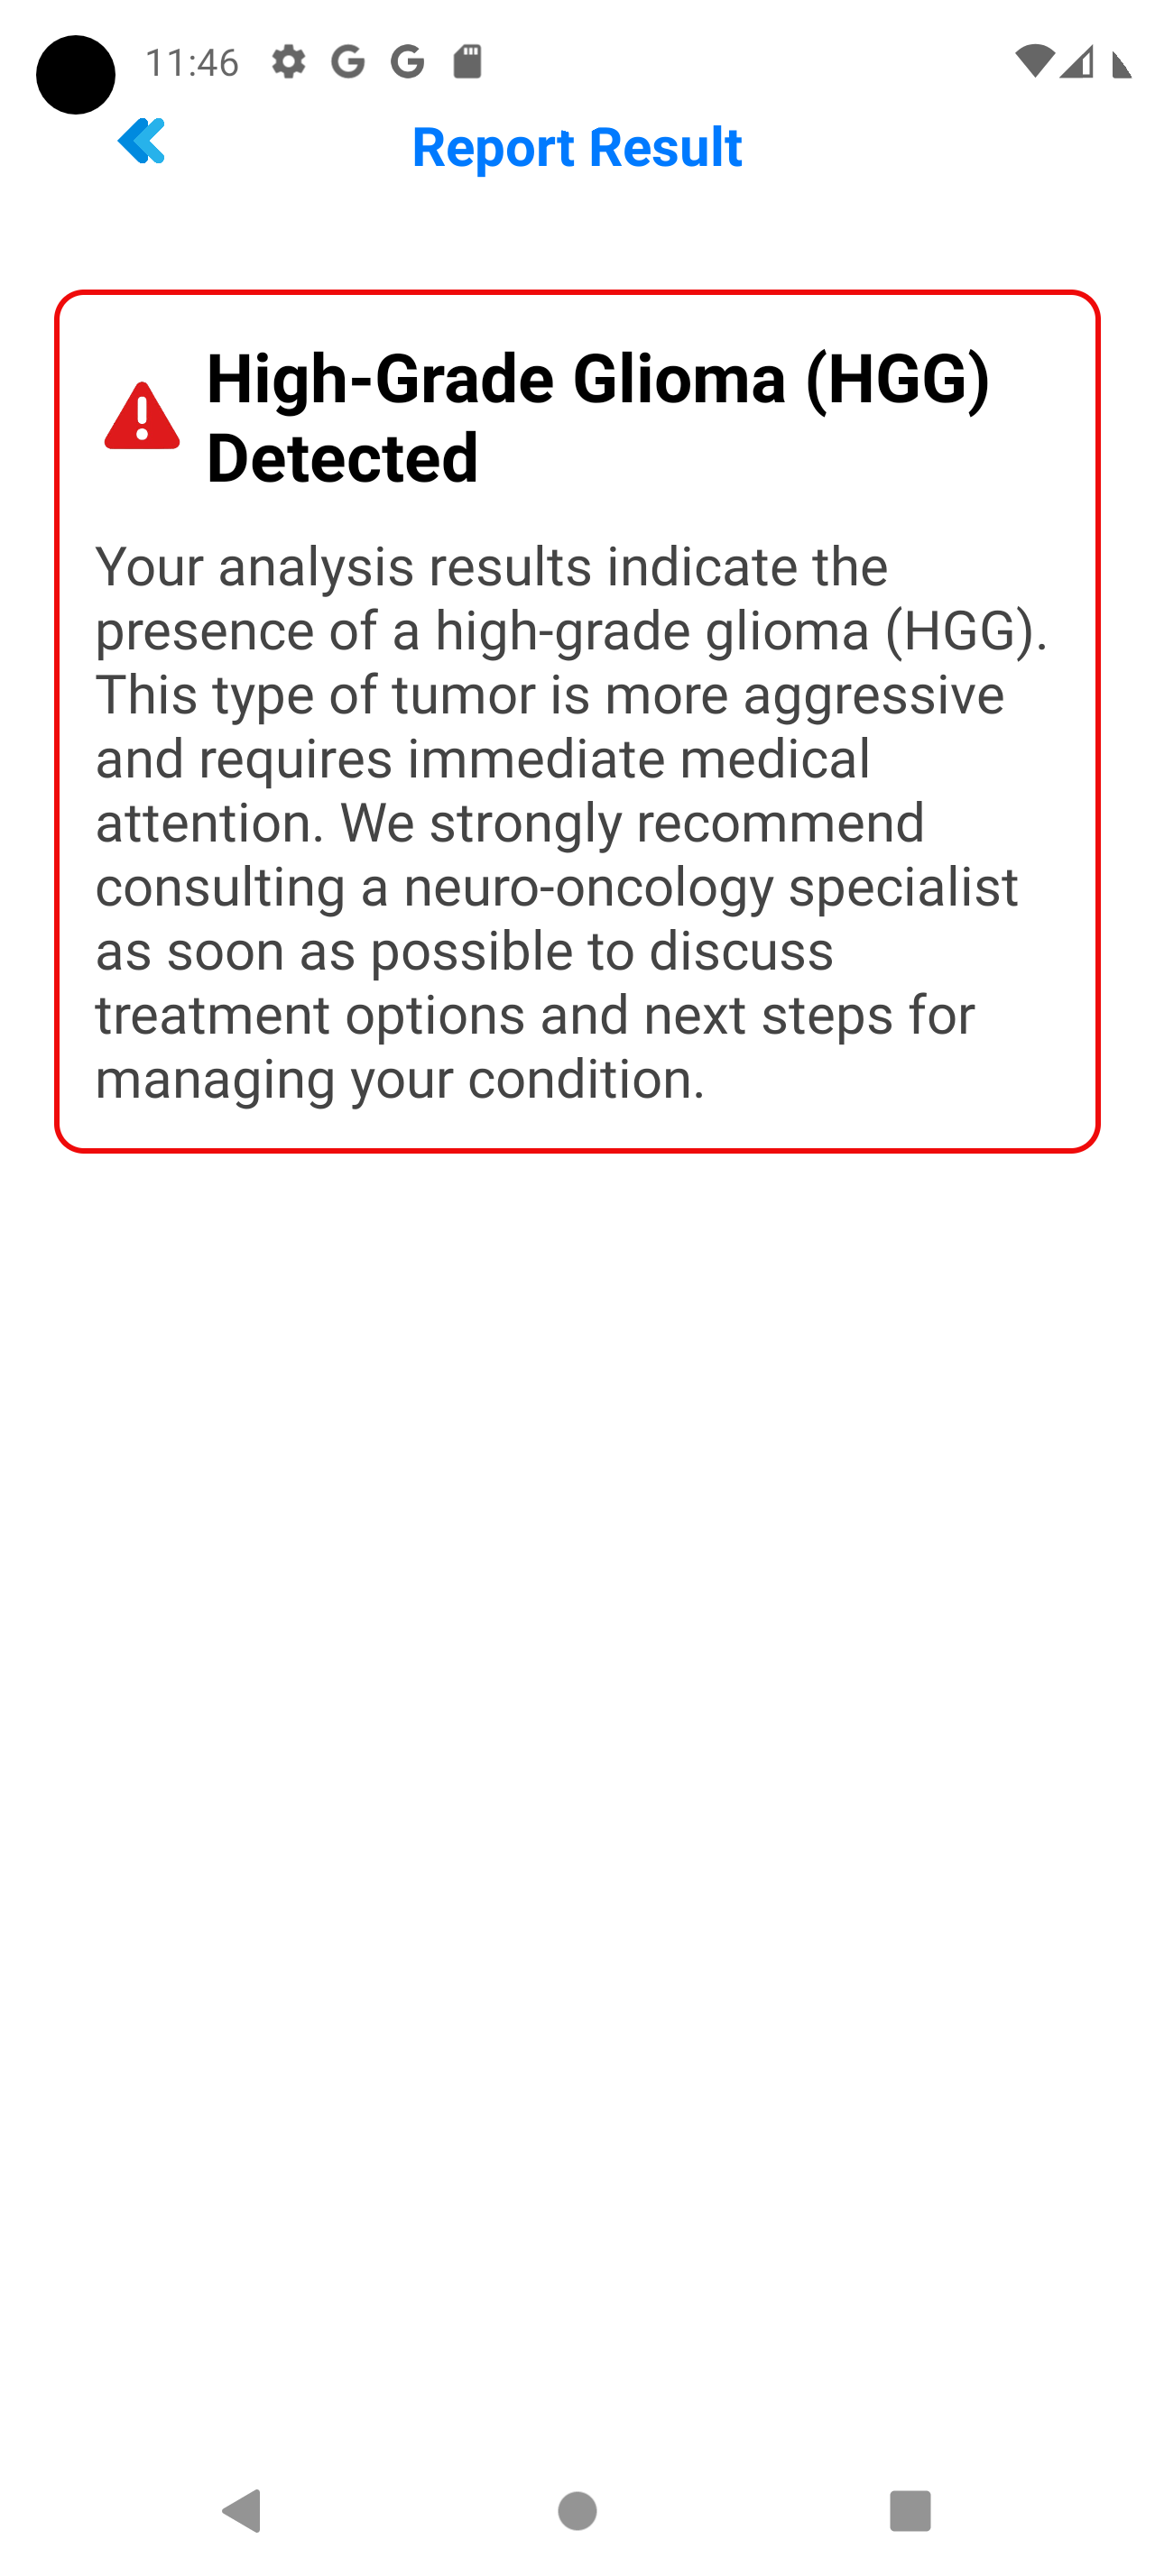 11:46
Report Result
High-Grade Glioma (HGG)
Detected
Your analysis results indicate the
presence of a high-grade glioma (HGG).
This type of tumor is more aggressive
and requires immediate medical
attention. We strongly recommend
consulting a neuro-oncology specialist
as soon as possible to discuss
treatment options and next steps for
managing your condition.